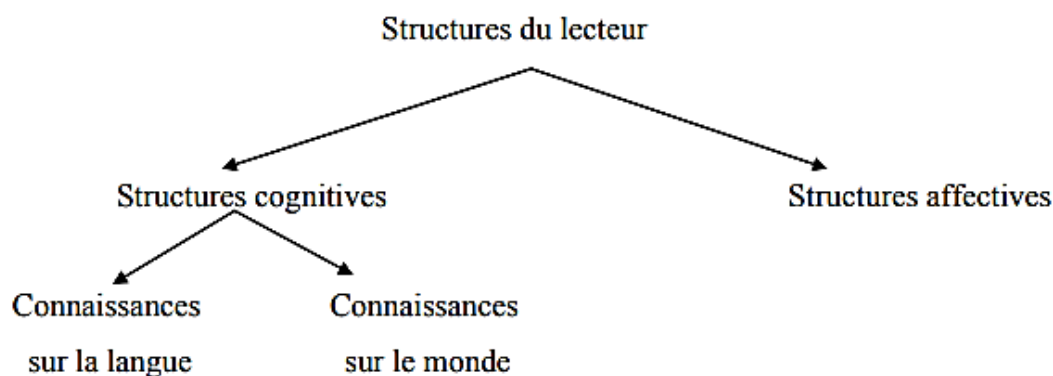 Structures du lecteur
Structures cognitives
Structures affectives
Connaissances
sur la langue
Connaissances
sur le monde